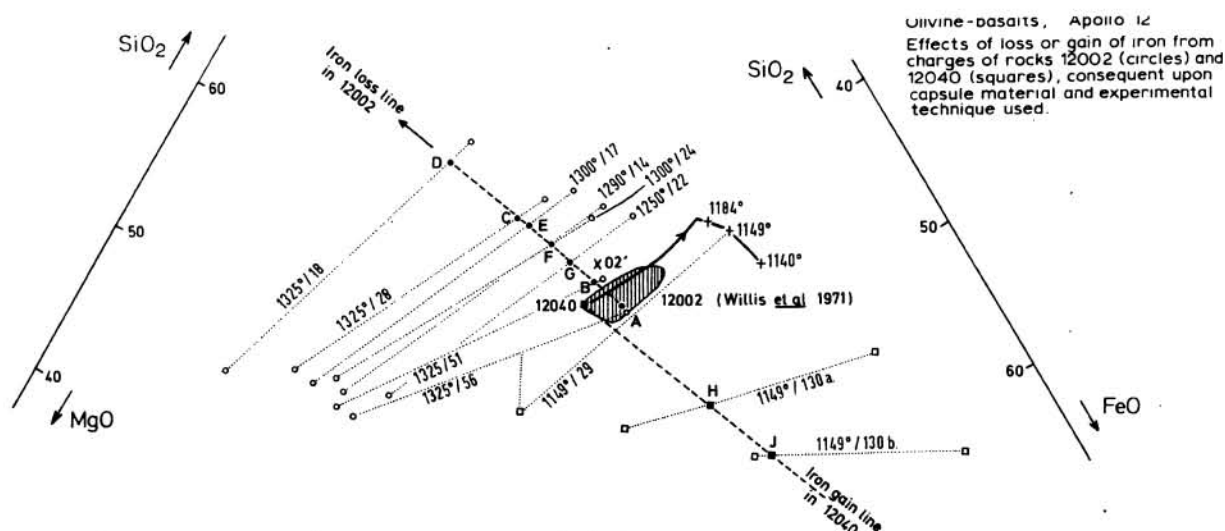 Olivine-basalts, Apollo 12
Effects of loss or gain of iron from
charges of rocks 12002 (circles) and
12040 (squares), consequent upon
capsule material and experimental
technique used.
SiO2
60
50
40
MgO
Iron loss line
in 12002
D
C
E
F
G
B
A
H
J
1325°/18
1325°/28
1300°/17
1290°/14
1300°/24
1250°/22
1325/51
1325°/56
1149°/29
x02'
12040
12002 (Willis et al 1971)
1184°
1149°
1140°
1149°/130 a.
1149°/130 b.
Iron gain line
in 12040
SiO2
40
50
60
FeO